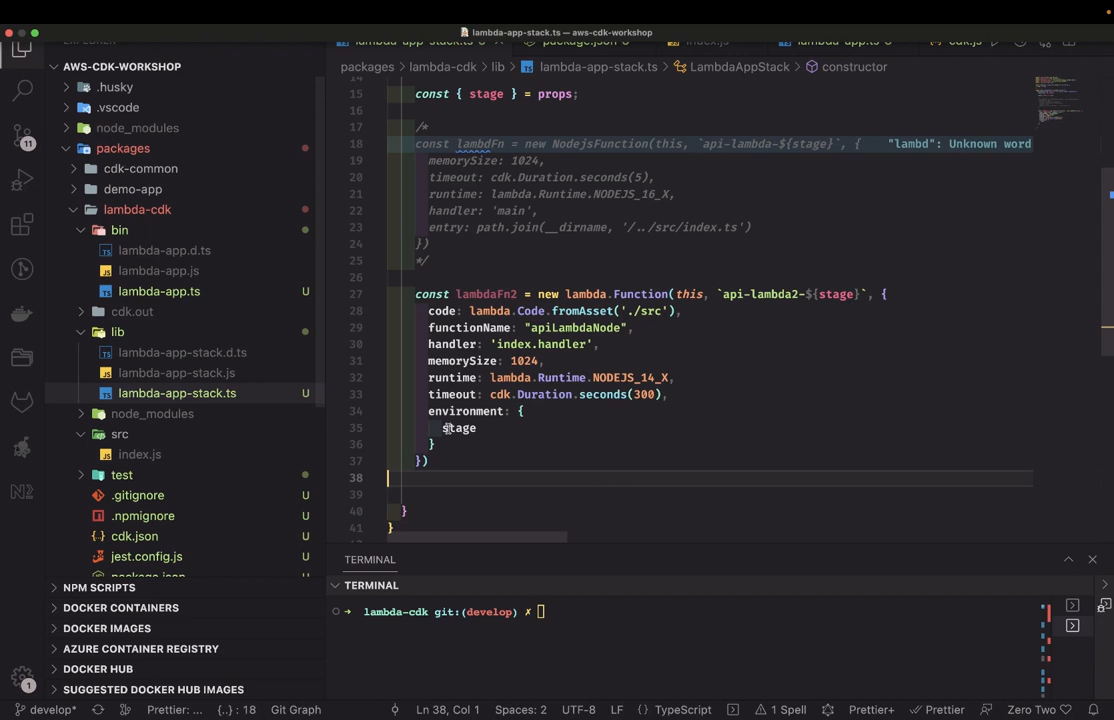 lambda-app-stack.ts — aws-cdk-workshop
AWS-CDK-WORKSHOP
.husky
.vscode
node_modules
packages
cdk-common
demo-app
lambda-cdk
bin
lambda-app.d.ts
lambda-app.js
lambda-app.ts U
cdk.out
lib
lambda-app-stack.d.ts
lambda-app-stack.js
lambda-app-stack.ts U
node_modules
src
index.js
test
.gitignore U
.npmignore U
cdk.json U
jest.config.js U
NPM SCRIPTS
DOCKER CONTAINERS
DOCKER IMAGES
AZURE CONTAINER REGISTRY
DOCKER HUB
SUGGESTED DOCKER HUB IMAGES
11
1
packages > lambda-cdk > lib > lambda-app-stack.ts > LambdaAppStack > constructor
15 const { stage } = props;
16
17 /*
18 const lambdFn = new NodejsFunction(this, `api-lambda-${stage}`, { "lambd": Unknown word
19 memorySize: 1024,
20 timeout: cdk.Duration.seconds(5),
21 runtime: lambda.Runtime.NODEJS_16_X,
22 handler: 'main',
23 entry: path.join(__dirname, '/../src/index.ts')
24 })
25 */
26
27 const lambdaFn2 = new lambda.Function(this, `api-lambda2-${stage}`, {
28 code: lambda.Code.fromAsset('./src'),
29 functionName: "apiLambdaNode",
30 handler: 'index.handler',
31 memorySize: 1024,
32 runtime: lambda.Runtime.NODEJS_14_X,
33 timeout: cdk.Duration.seconds(300),
34 environment: {
35 stage
36 }
37 })
38
39
40 }
41 }
TERMINAL
TERMINAL
lambda-cdk git:(develop) ✗
develop* Prettier: ... {..} : 18 Git Graph Ln 38, Col 1 Spaces: 2 UTF-8 LF {} TypeScript 1 Spell Prettier+ Prettier Zero Two